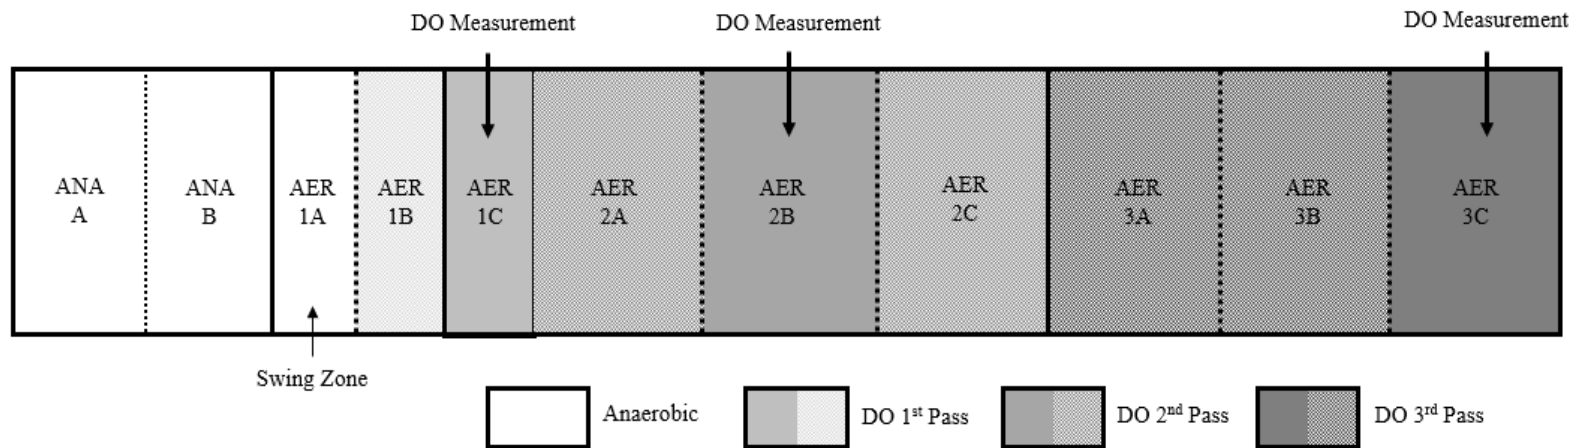 DO Measurement
DO Measurement
DO Measurement
ANA
A
ANA
B
AER
1A
AER
1B
AER
1C
AER
2A
AER
2B
AER
2C
AER
3A
AER
3B
AER
3C
Swing Zone
Anaerobic
DO 1st Pass
DO 2nd Pass
DO 3rd Pass